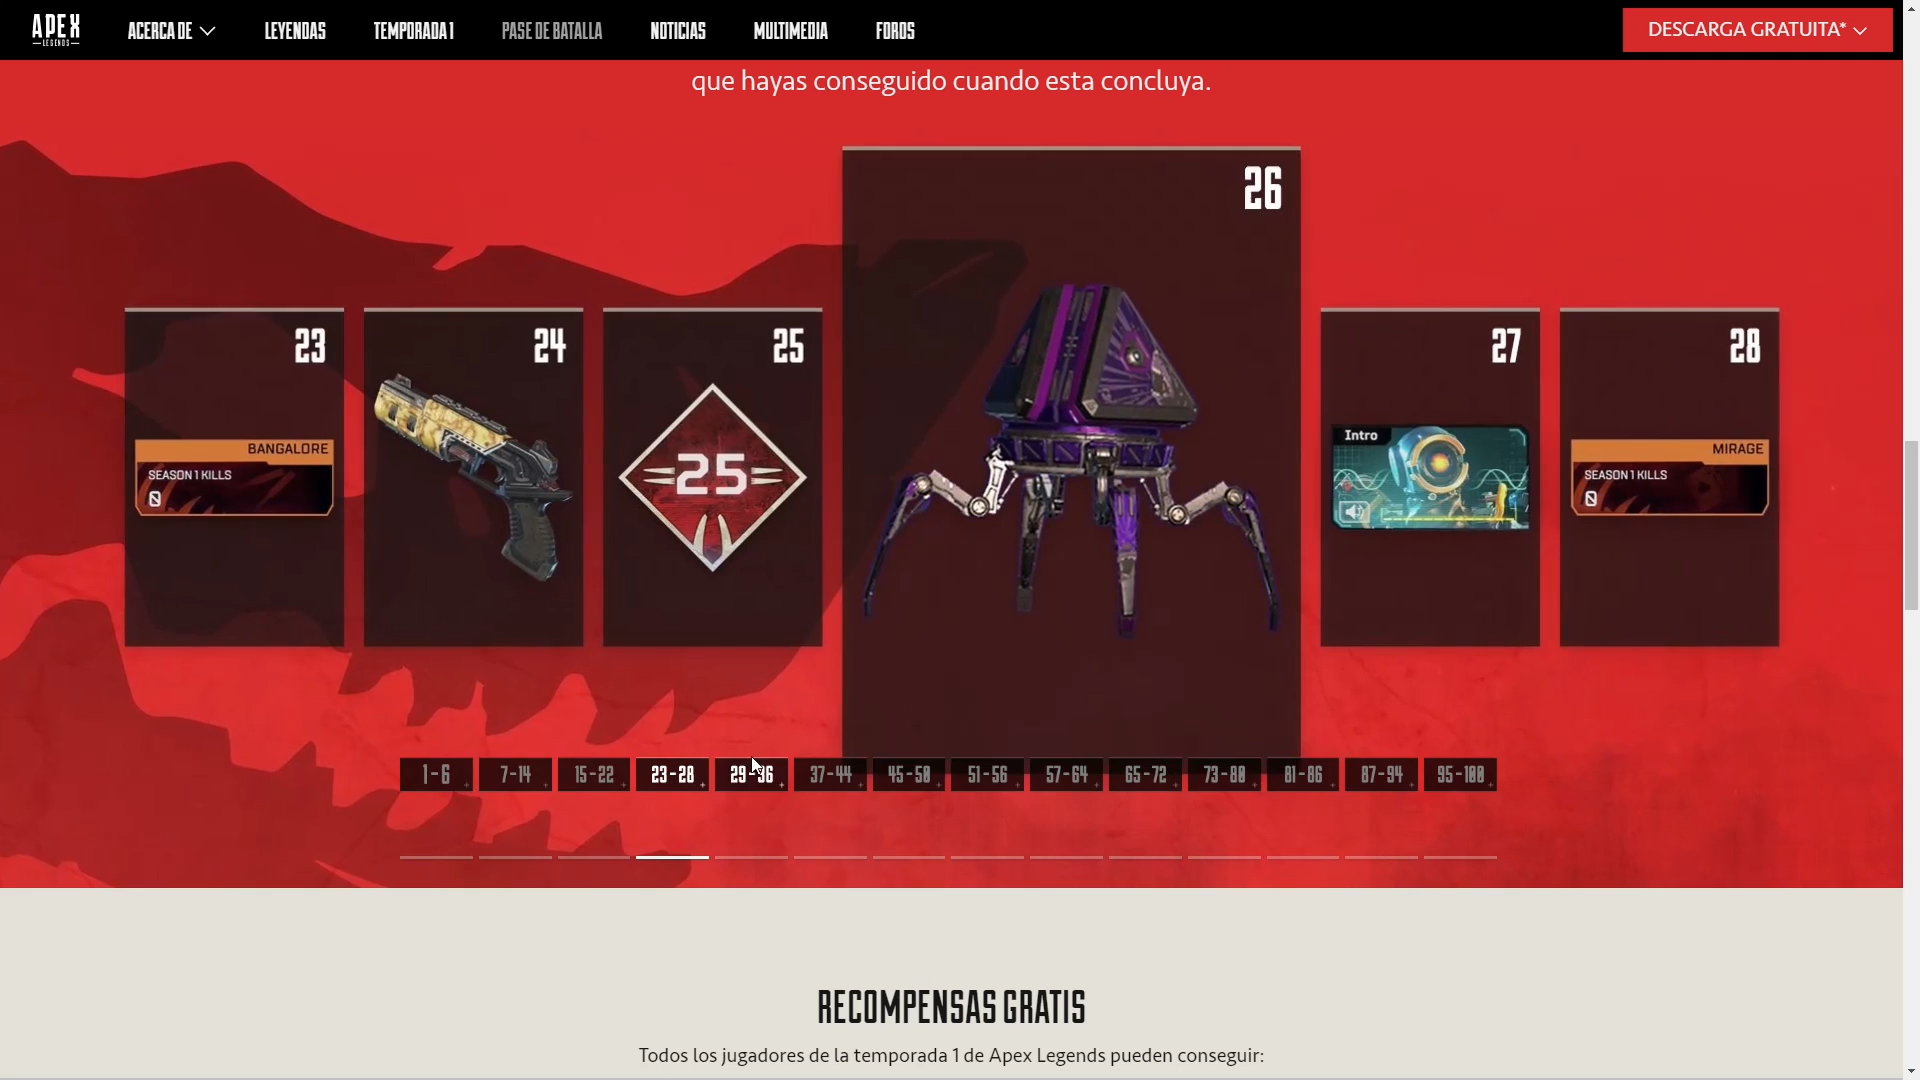 APEX
LEGENDS
ACERCA DE
LEYENDAS
TEMPORADA 1
PASE DE BATALLA
NOTICIAS
MULTIMEDIA
FOROS
DESCARGA GRATUITA*
que hayas conseguido cuando esta concluya.
23
BANGALORE
SEASON 1 KILLS
0
24
25
25
26
27
Intro
28
MIRAGE
SEASON 1 KILLS
0
1 - 6
7 - 14
15 - 22
23 - 28
29 - 36
37 - 44
45 - 50
51 - 56
57 - 64
65 - 72
73 - 80
81 - 86
87 - 94
95 - 100
RECOMPENSAS GRATIS
Todos los jugadores de la temporada 1 de Apex Legends pueden conseguir: